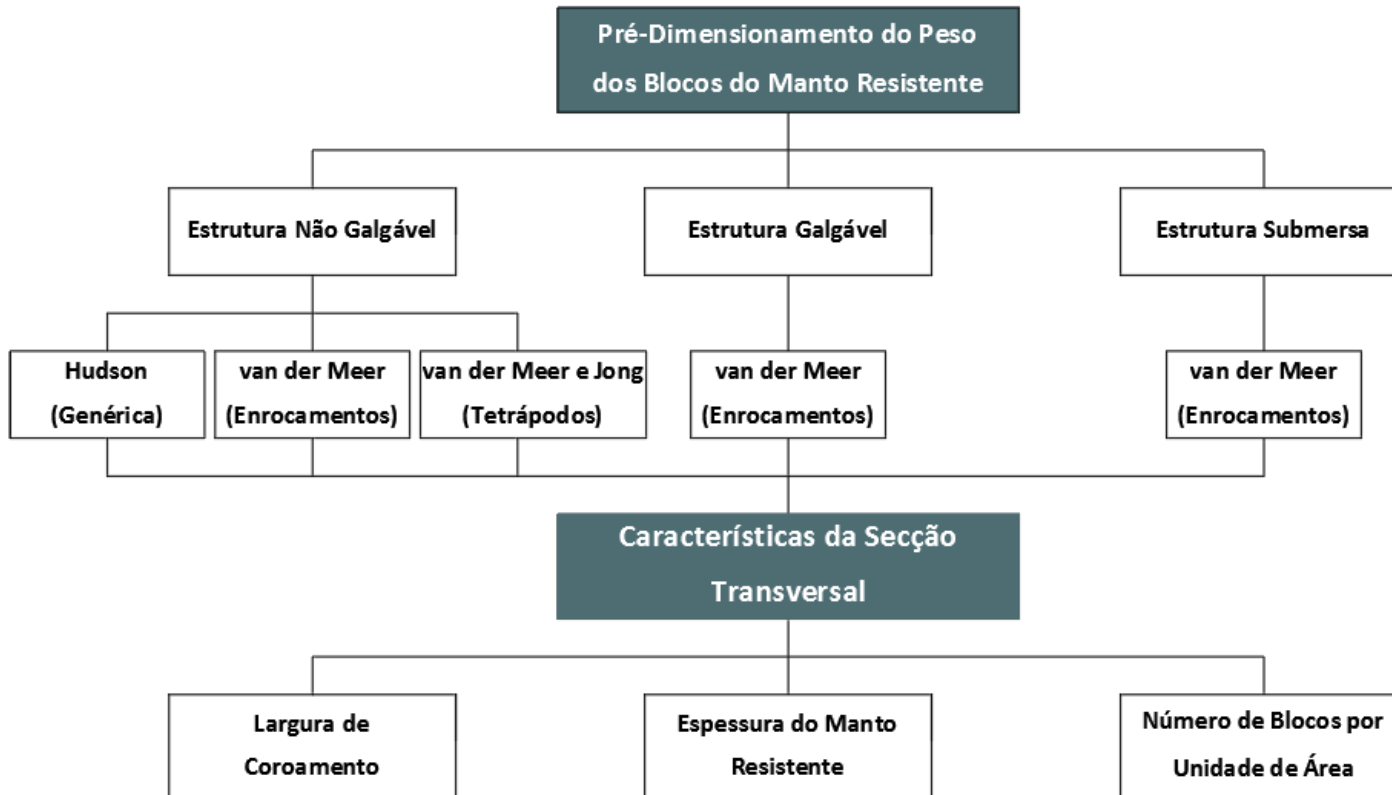 Pré-Dimensionamento do Peso
dos Blocos do Manto Resistente
Estrutura Não Galgável
Estrutura Galgável
Estrutura Submersa
Hudson
(Genérica)
van der Meer
(Enrocamentos)
van der Meer e Jong
(Tetrápodos)
van der Meer
(Enrocamentos)
van der Meer
(Enrocamentos)
Características da Secção
Transversal
Largura de
Coroamento
Espessura do Manto
Resistente
Número de Blocos por
Unidade de Área